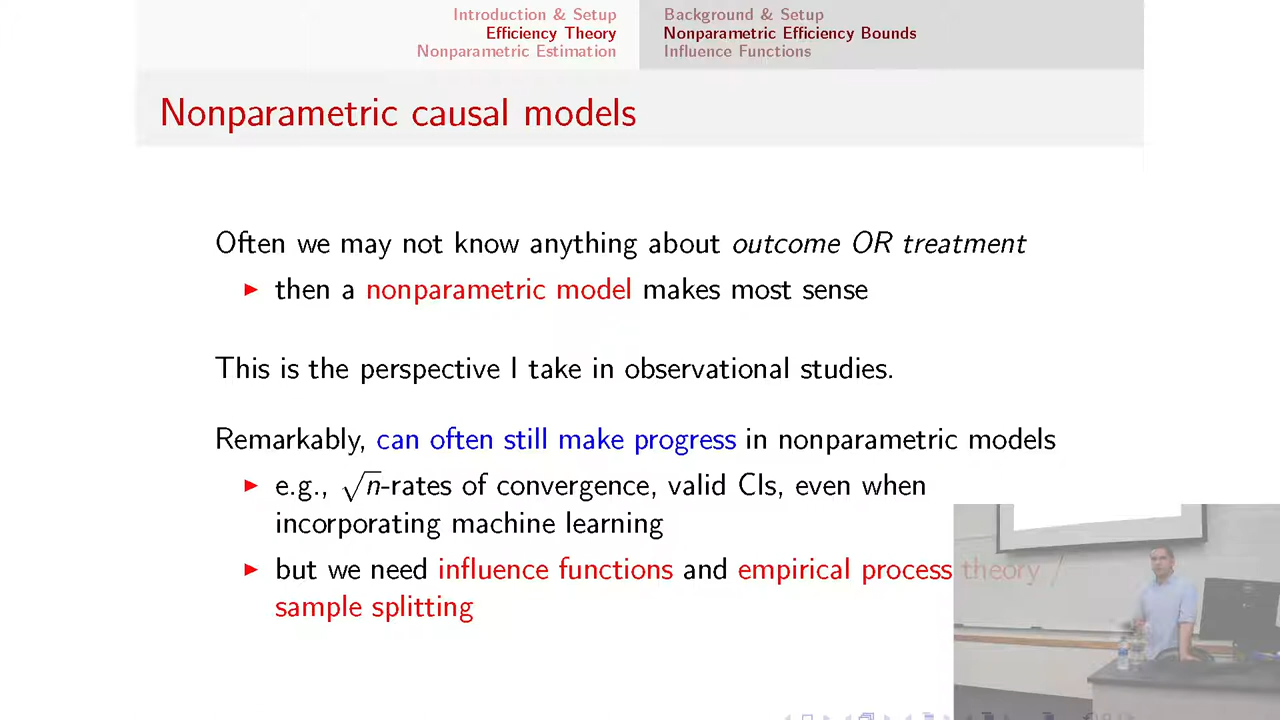 Introduction & Setup
Efficiency Theory
Nonparametric Estimation
Background & Setup
Nonparametric Efficiency Bounds
Influence Functions
Nonparametric causal models
Often we may not know anything about outcome OR treatment
▶ then a nonparametric model makes most sense
This is the perspective I take in observational studies.
Remarkably, can often still make progress in nonparametric models
▶ e.g., √n-rates of convergence, valid CIs, even when
incorporating machine learning
▶ but we need influence functions and empirical process theory /
sample splitting